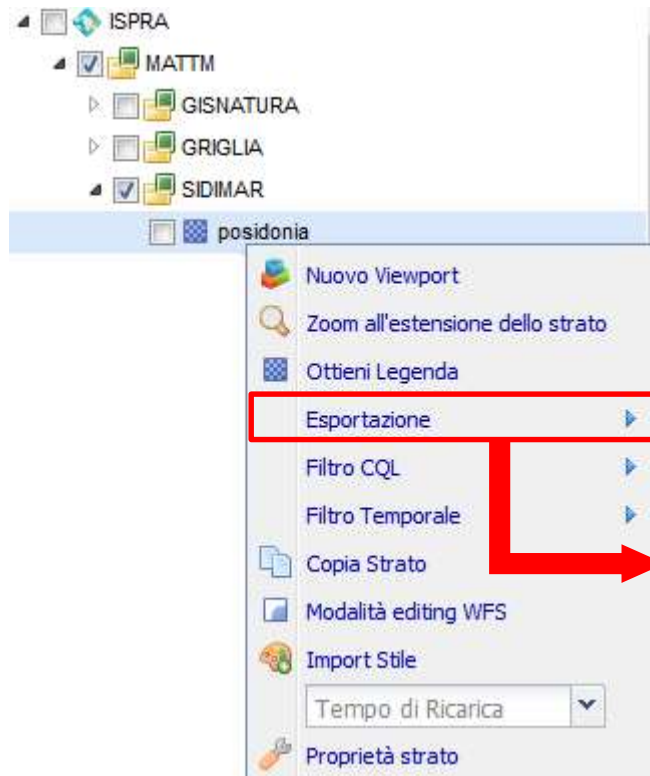 ISPRA
MATTM
GISNATURA
GRIGLIA
SIDIMAR
posidonia
Nuovo Viewport
Zoom all'estensione dello strato
Ottieni Legenda
Esportazione
Filtro CQL
Filtro Temporale
Copia Strato
Modalità editing WFS
Import Stile
Tempo di Ricarica
Proprietà strato